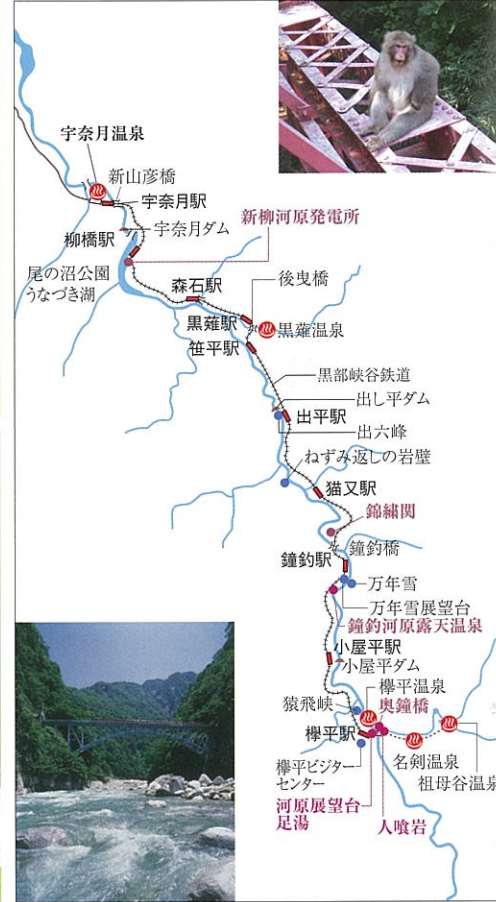 宇奈月温泉
新山彦橋
宇奈月駅
宇奈月ダム
柳橋駅
新柳河原発電所
尾の沼公園
うなづき湖
森石駅
後曳橋
黒薙駅
黒薙温泉
笹平駅
黒部峡谷鉄道
出し平ダム
出平駅
出六峰
ねずみ返しの岩壁
猫又駅
錦繡関
鐘釣橋
鐘釣駅
万年雪
万年雪展望台
鐘釣河原露天温泉
小屋平駅
小屋平ダム
欅平温泉
猿飛峡
奥鐘橋
欅平駅
名剣温泉
祖母谷温泉
欅平ビジター
センター
河原展望台
足湯
人喰岩